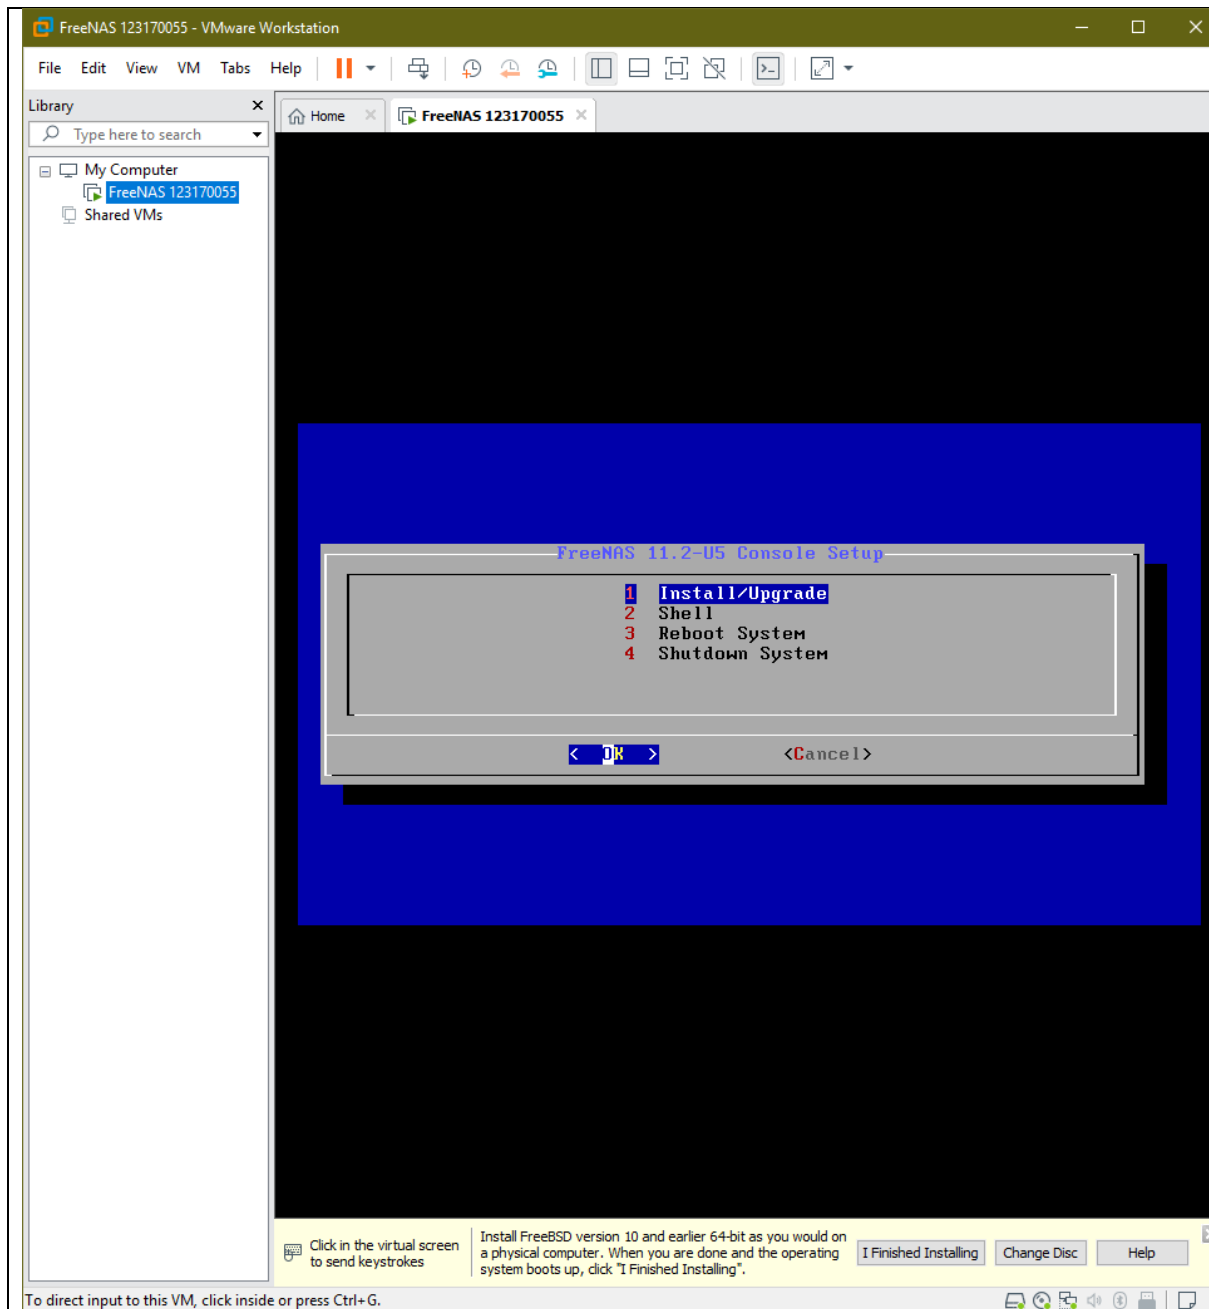 FreeNAS 123170055 - VMware Workstation
File Edit View VM Tabs Help
Library
Type here to search
My Computer
FreeNAS 123170055
Shared VMs
Home
FreeNAS 123170055
FreeNAS 11.2-U5 Console Setup
1 Install/Upgrade
2 Shell
3 Reboot System
4 Shutdown System
< OK > <Cancel>
Click in the virtual screen
to send keystrokes
Install FreeBSD version 10 and earlier 64-bit as you would on
a physical computer. When you are done and the operating
system boots up, click "I Finished Installing".
I Finished Installing Change Disc Help
To direct input to this VM, click inside or press Ctrl+G.